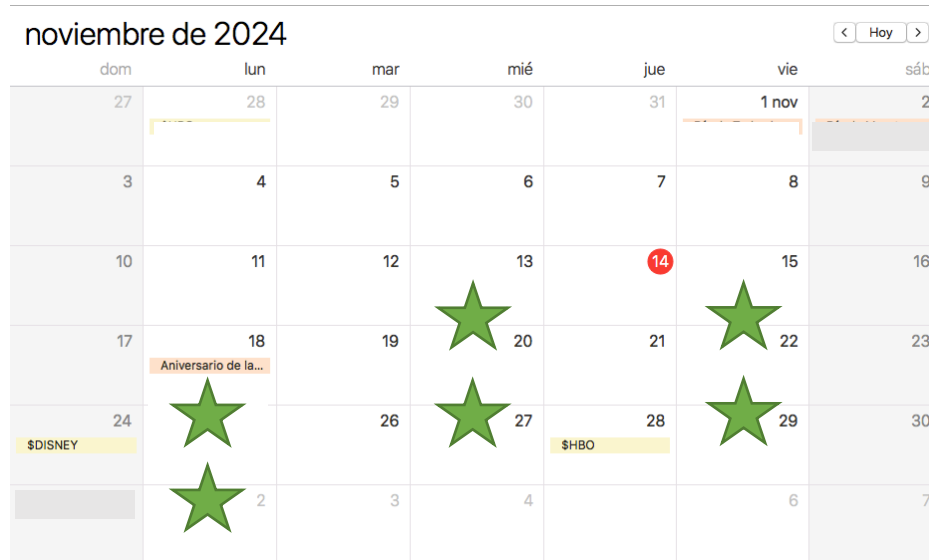 noviembre de 2024
< Hoy >
dom lun mar mié jue vie sáb
27 28 29 30 31 1 nov 2
3 4 5 6 7 8 9
10 11 12 13 14 15 16
17 18 19 20 21 22 23
Aniversario de la...
24 26 27 28 29 30
$DISNEY $HBO
2 3 4 6 7